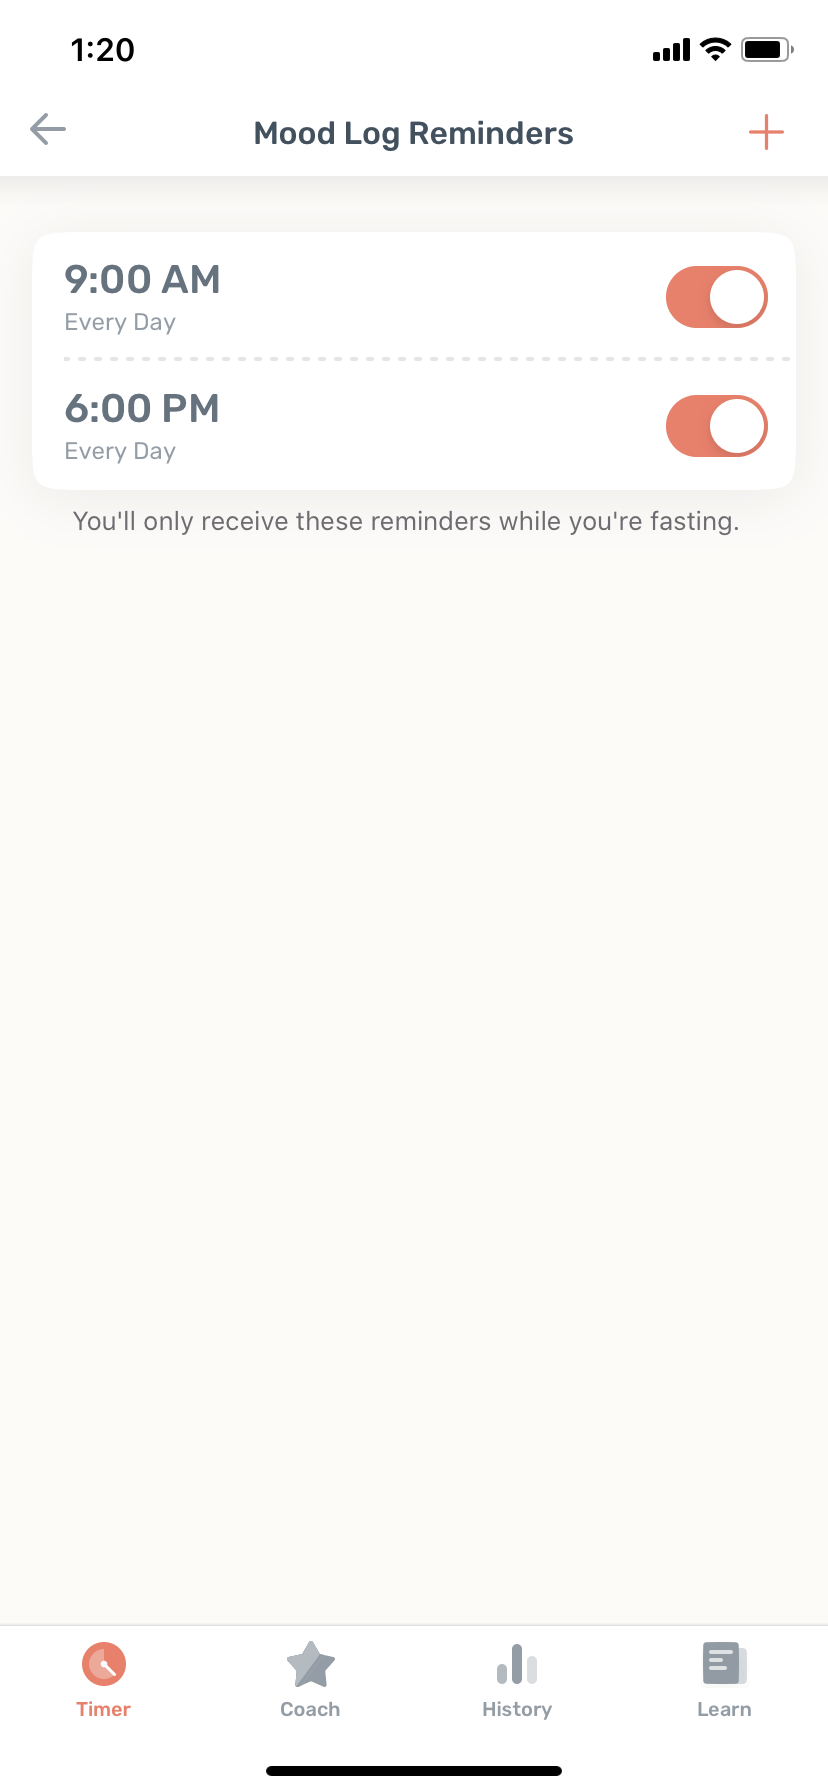 1:20
Mood Log Reminders
9:00 AM
Every Day
6:00 PM
Every Day
You'll only receive these reminders while you're fasting.
Timer
Coach
History
Learn